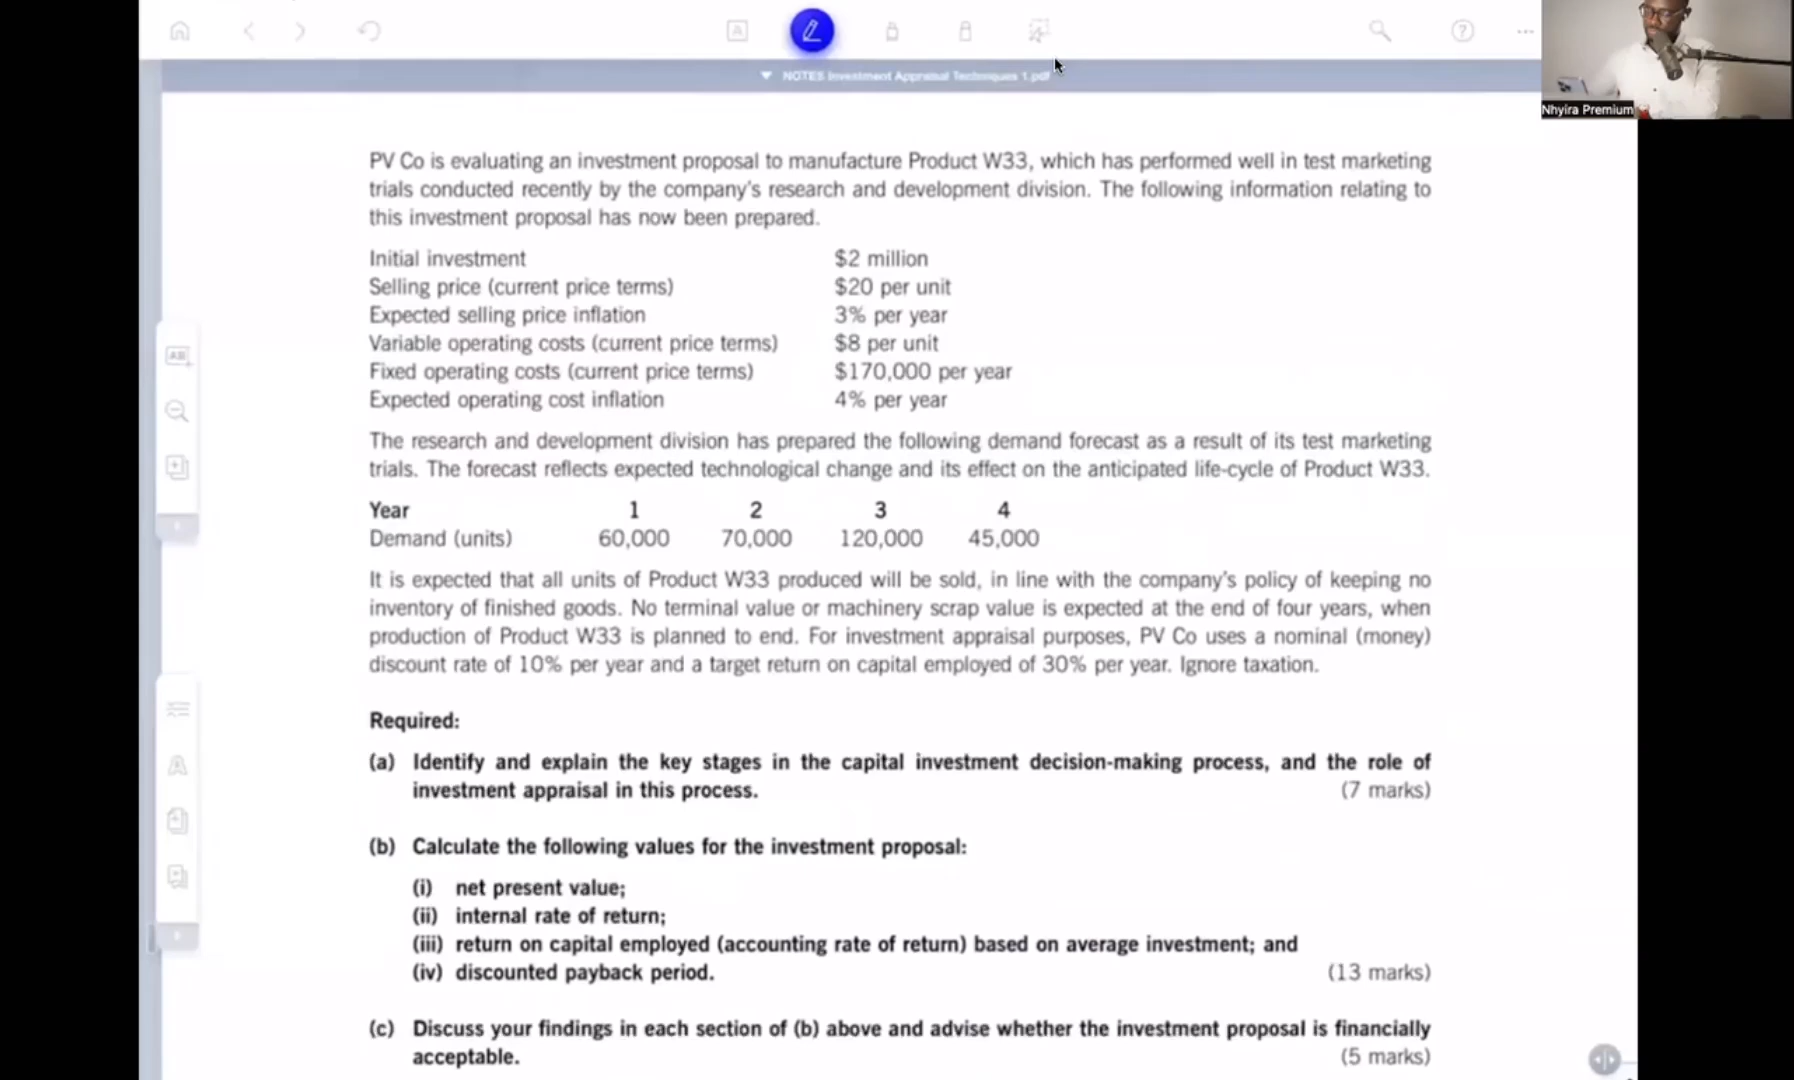 NOTES Investment Appraisal Techniques 1.pdf
Nhyira Premium
PV Co is evaluating an investment proposal to manufacture Product W33, which has performed well in test marketing
trials conducted recently by the company's research and development division. The following information relating to
this investment proposal has now been prepared.
Initial investment $2 million
Selling price (current price terms) $20 per unit
Expected selling price inflation 3% per year
Variable operating costs (current price terms) $8 per unit
Fixed operating costs (current price terms) $170,000 per year
Expected operating cost inflation 4% per year
The research and development division has prepared the following demand forecast as a result of its test marketing
trials. The forecast reflects expected technological change and its effect on the anticipated life-cycle of Product W33.
Year 1 2 3 4
Demand (units) 60,000 70,000 120,000 45,000
It is expected that all units of Product W33 produced will be sold, in line with the company's policy of keeping no
inventory of finished goods. No terminal value or machinery scrap value is expected at the end of four years, when
production of Product W33 is planned to end. For investment appraisal purposes, PV Co uses a nominal (money)
discount rate of 10% per year and a target return on capital employed of 30% per year. Ignore taxation.
Required:
(a) Identify and explain the key stages in the capital investment decision-making process, and the role of
investment appraisal in this process. (7 marks)
(b) Calculate the following values for the investment proposal:
(i) net present value;
(ii) internal rate of return;
(iii) return on capital employed (accounting rate of return) based on average investment; and
(iv) discounted payback period. (13 marks)
(c) Discuss your findings in each section of (b) above and advise whether the investment proposal is financially
acceptable. (5 marks)